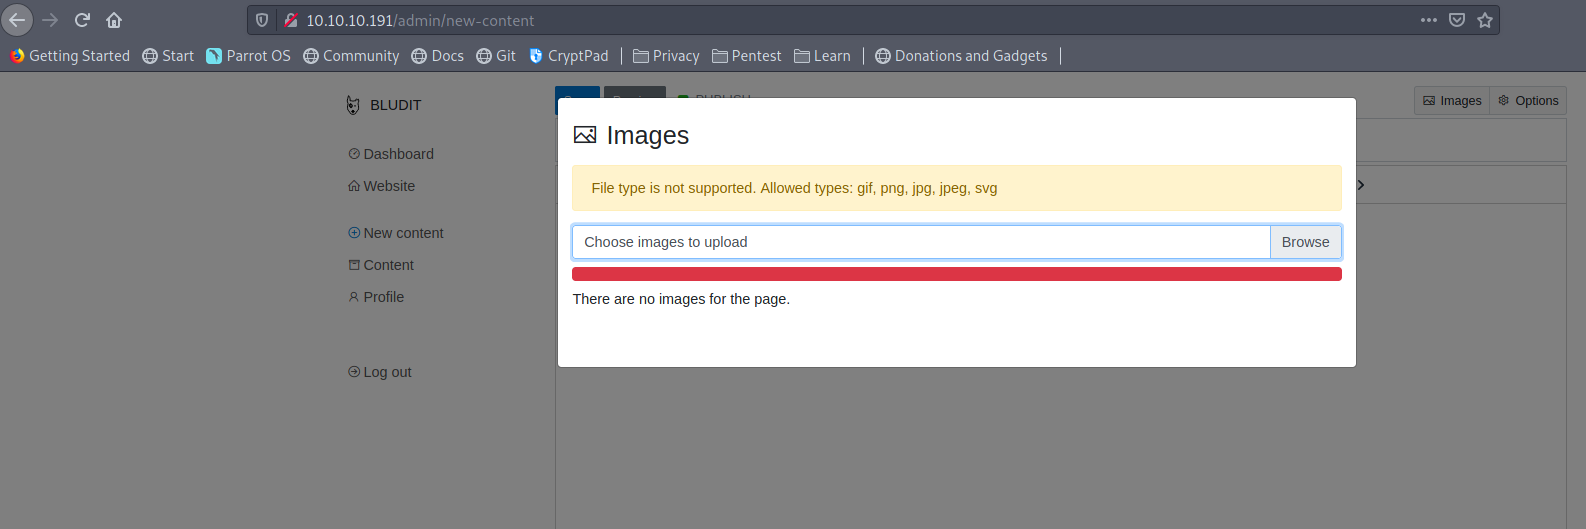 10.10.10.191/admin/new-content
Getting Started Start Parrot OS Community Docs Git CryptPad Privacy Pentest Learn Donations and Gadgets
BLUDIT
Images Options
Images
Dashboard
Website
File type is not supported. Allowed types: gif, png, jpg, jpeg, svg
New content
Choose images to upload Browse
Content
Profile
There are no images for the page.
Log out